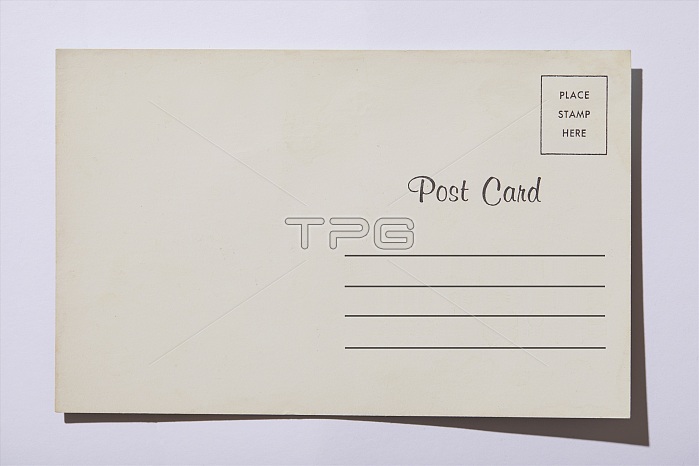 PLACE
STAMP
HERE
Post Card
TPG